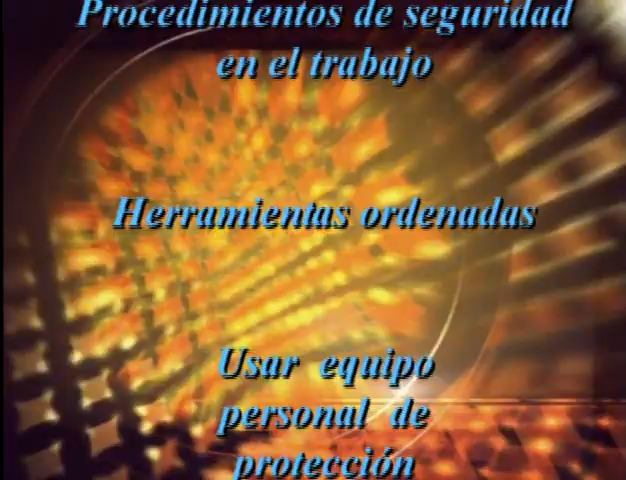 Procedimientos de seguridad
en el trabajo
Herramientas ordenadas
Usar equipo
personal de
protección